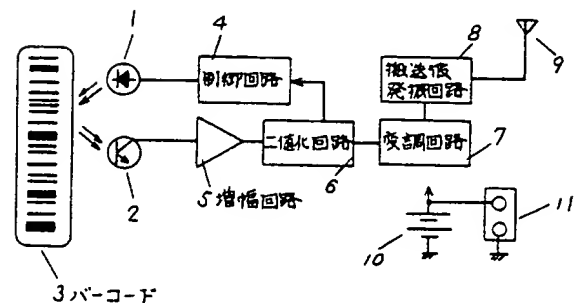 1
4
制御回路
8
搬送波
発振回路
9
2
5 増幅回路
二値化回路
6
変調回路
7
3 バーコード
10
11